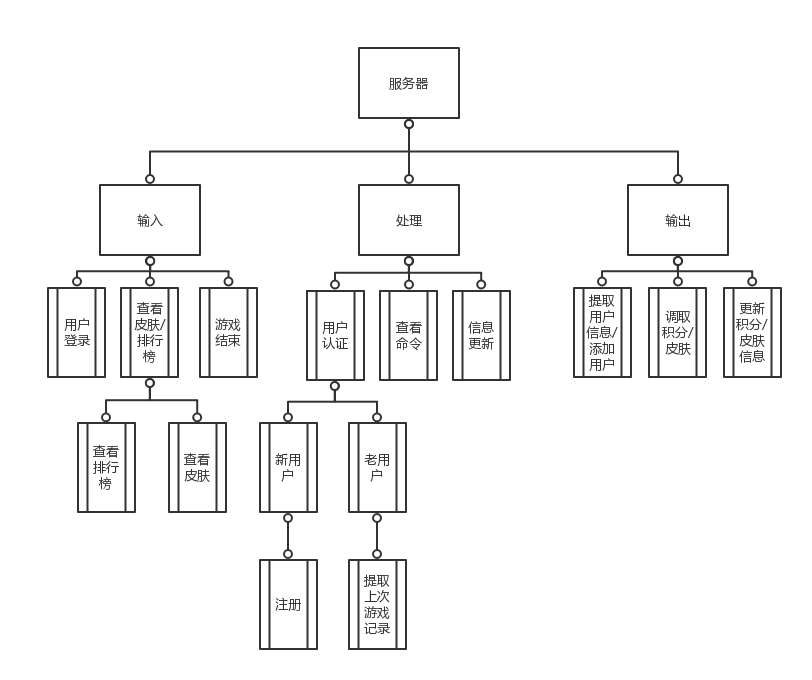 服务器
输入
处理
输出
用户
登录
查看
皮肤/
排行
榜
游戏
结束
用户
认证
查看
命令
信息
更新
提取
用户
信息/
添加
用户
调取
积分/
皮肤
更新
积分/
皮肤
信息
查看
排行
榜
查看
皮肤
新用
户
老用
户
注册
提取
上次
游戏
记录